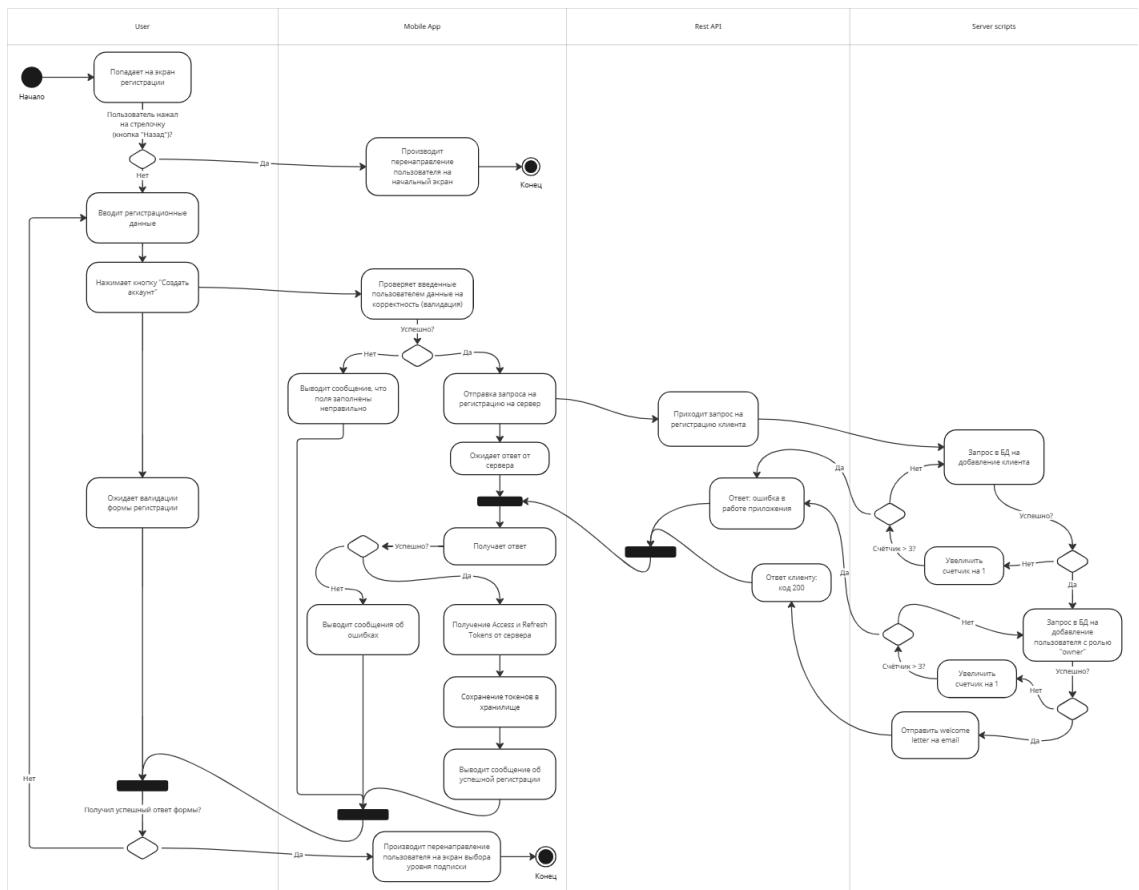 User
Mobile App
Rest API
Server scripts
Начало
Попадает на экран
регистрации
Пользователь нажал
на стрелочку
(кнопка "Назад")?
Да
Нет
Производит
перенаправление
пользователя на
начальный экран
Конец
Вводит регистрационные
данные
Нажимает кнопку "Создать
аккаунт"
Проверяет введенные
пользователем данные на
корректность (валидация)
Успешно?
Нет
Да
Выводит сообщение, что
поля заполнены
неправильно
Отправка запроса на
регистрацию на сервер
Приходит запрос на
регистрацию клиента
Запрос в БД на
добавление клиента
Ожидает ответ от
сервера
Да
Нет
Ожидает валидации
формы регистрации
Ответ: ошибка в
работе приложения
Успешно?
Получает ответ
Успешно?
Счётчик > 3?
Увеличить
счетчик на 1
Нет
Да
Ответ клиенту:
код 200
Да
Нет
Да
Выводит сообщения об
ошибках
Получение Access и Refresh
Tokens от сервера
Нет
Запрос в БД на
добавление
пользователя с ролью
"owner"
Счётчик > 3?
Увеличить
счетчик на 1
Успешно?
Нет
Сохранение токенов в
хранилище
Отправить welcome
letter на email
Да
Выводит сообщение об
успешной регистрации
Нет
Получил успешный ответ формы?
Да
Производит перенаправление
пользователя на экран выбора
уровня подписки
Конец